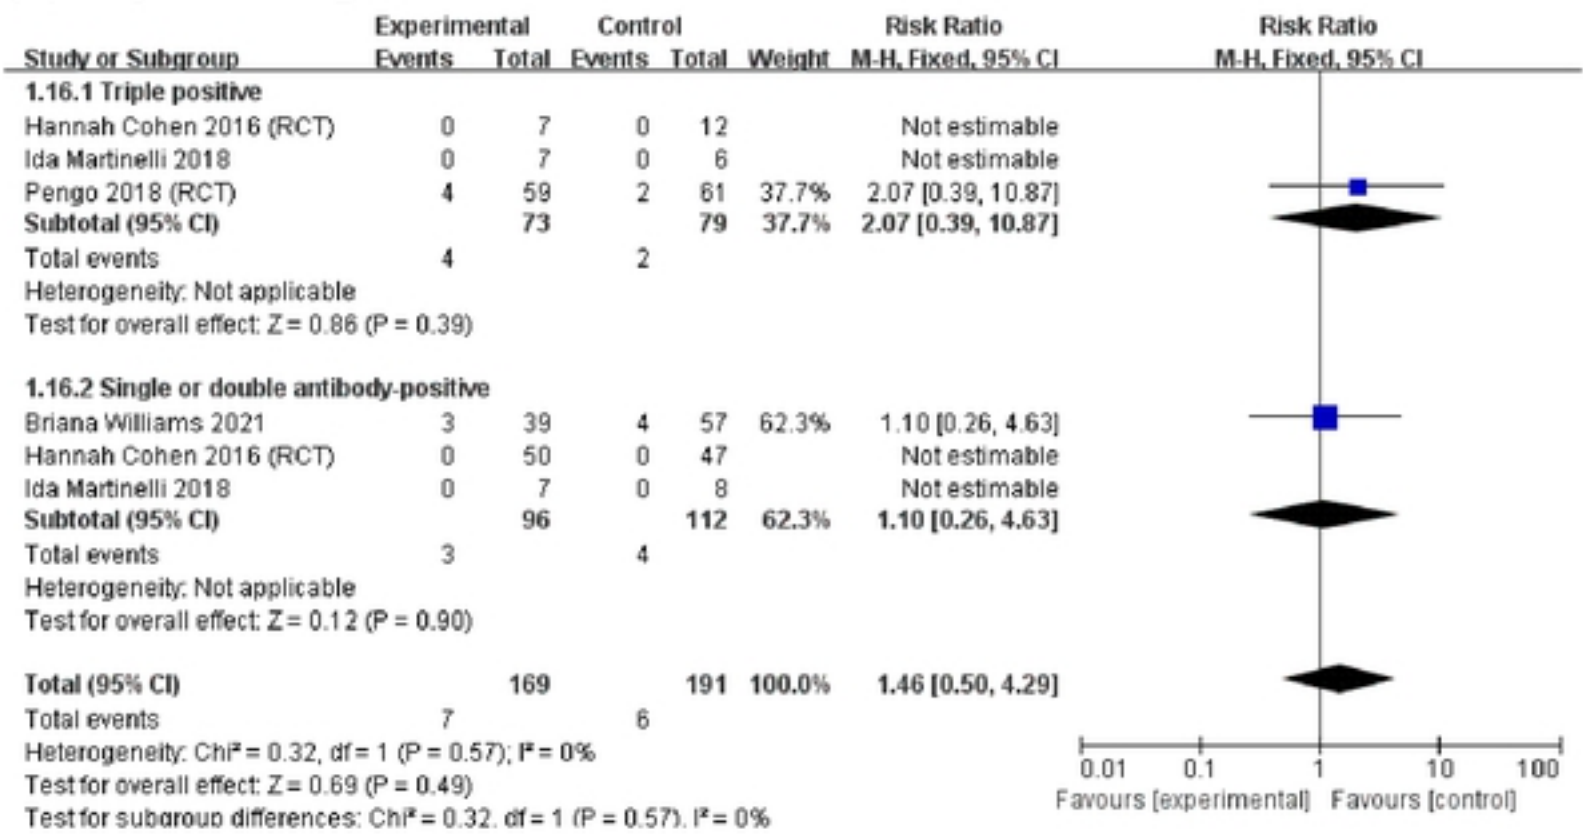 Experimental Control Risk Ratio Risk Ratio
Study or Subgroup Events Total Events Total Weight M-H, Fixed, 95% CI M-H, Fixed, 95% CI
1.16.1 Triple positive
Hannah Cohen 2016 (RCT) 0 7 0 12 Not estimable
Ida Martinelli 2018 0 7 0 6 Not estimable
Pengo 2018 (RCT) 4 59 2 61 37.7% 2.07 [0.39, 10.87]
Subtotal (95% CI) 73 79 37.7% 2.07 [0.39, 10.87]
Total events 4 2
Heterogeneity: Not applicable
Test for overall effect: Z = 0.86 (P = 0.39)
1.16.2 Single or double antibody-positive
Briana Williams 2021 3 39 4 57 62.3% 1.10 [0.26, 4.63]
Hannah Cohen 2016 (RCT) 0 50 0 47 Not estimable
Ida Martinelli 2018 0 7 0 8 Not estimable
Subtotal (95% CI) 96 112 62.3% 1.10 [0.26, 4.63]
Total events 3 4
Heterogeneity: Not applicable
Test for overall effect: Z = 0.12 (P = 0.90)
Total (95% CI) 169 191 100.0% 1.46 [0.50, 4.29]
Total events 7 6
Heterogeneity: Chi² = 0.32, df = 1 (P = 0.57); I² = 0%
Test for overall effect: Z = 0.69 (P = 0.49)
Test for subgroup differences: Chi² = 0.32, df = 1 (P = 0.57), I² = 0%
0.01 0.1 1 10 100
Favours [experimental] Favours [control]